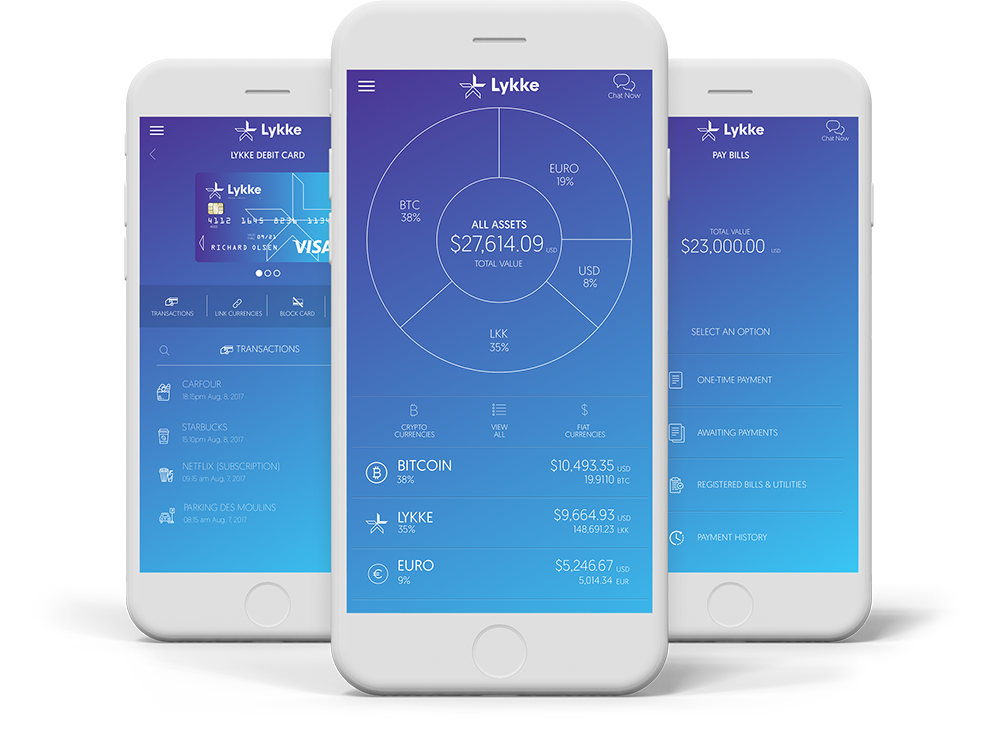 Lykke
LYKKE DEBIT CARD
Lykke
4112 1645 8236 1134
09/21
RICHARD OLSEN
VISA
TRANSACTIONS
LINK CURRENCIES
BLOCK CARD
TRANSACTIONS
CARFOUR
18:15pm Aug, 8, 2017
STARBUCKS
15:10pm Aug, 8, 2017
NETFLIX (SUBSCRIPTION)
09:15 am Aug, 7, 2017
PARKING DES MOULINS
08:15 am Aug, 7, 2017
Lykke
Chat Now
EURO
19%
BTC
38%
ALL ASSETS
$27,614.09 USD
TOTAL VALUE
USD
8%
LKK
35%
CRYPTO
CURRENCIES
VIEW
ALL
FIAT
CURRENCIES
BITCOIN
38%
$10,493.35 USD
19.9110 BTC
LYKKE
35%
$9,664.93 USD
148,691.23 LKK
EURO
9%
$5,246.67 USD
5,014.34 EUR
Lykke
Chat Now
PAY BILLS
TOTAL VALUE
$23,000.00 USD
SELECT AN OPTION
ONE-TIME PAYMENT
AWAITING PAYMENTS
REGISTERED BILLS & UTILITIES
PAYMENT HISTORY